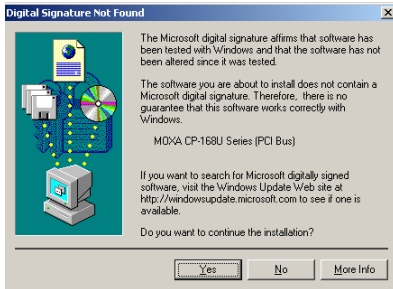 Digital Signature Not Found
The Microsoft digital signature affirms that software has
been tested with Windows and that the software has not
been altered since it was tested.
The software you are about to install does not contain a
Microsoft digital signature. Therefore, there is no
guarantee that this software works correctly with
Windows.
MOXA CP-168U Series (PCI Bus)
If you want to search for Microsoft digitally signed
software, visit the Windows Update Web site at
http://windowsupdate.microsoft.com to see if one is
available.
Do you want to continue the installation?
Yes No More Info